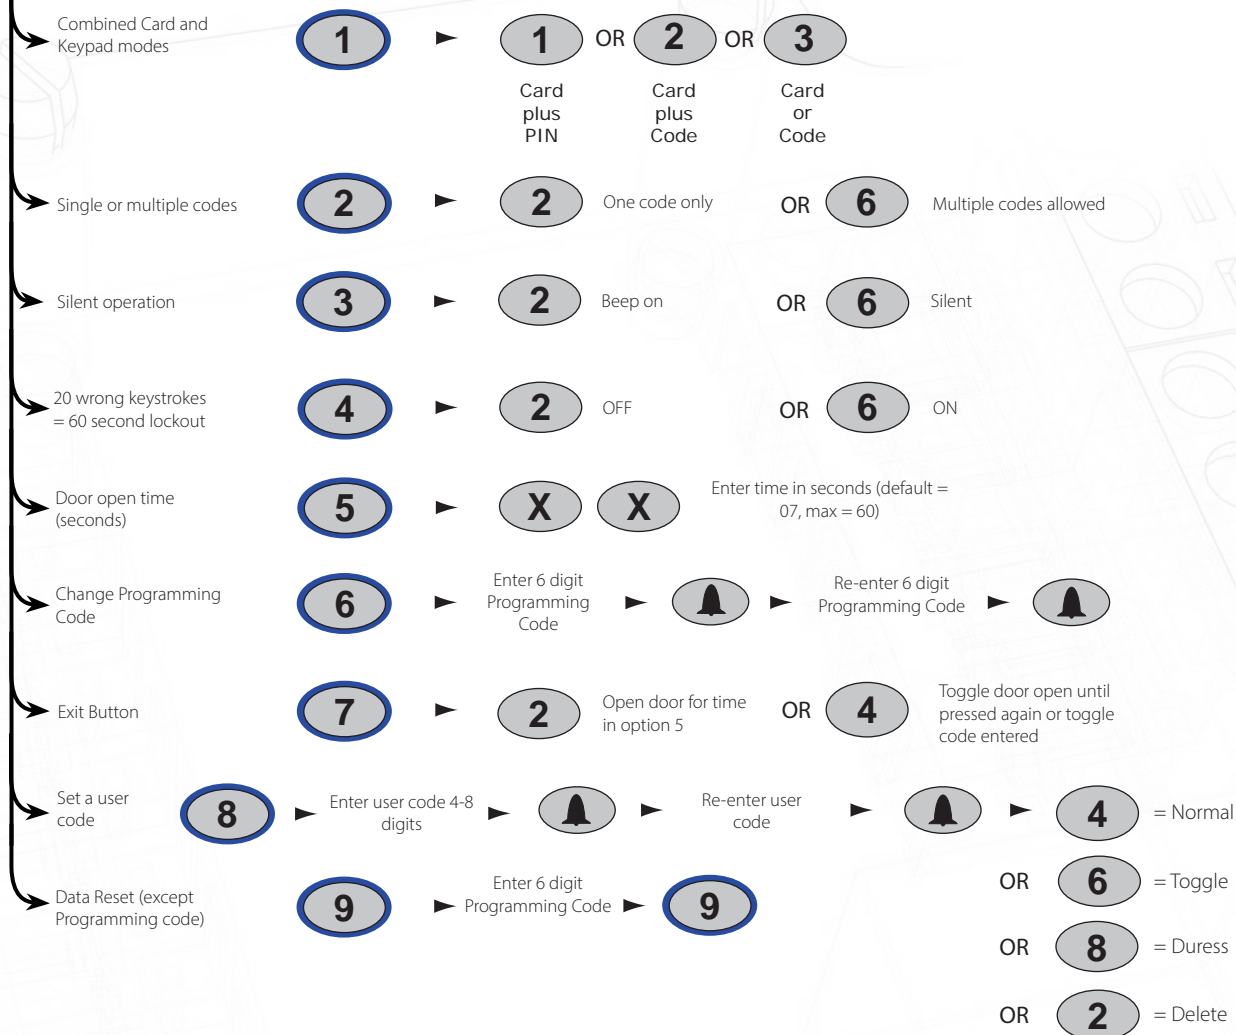 Combined Card and
Keypad modes
1
1 OR 2 OR 3
Card
plus
PIN
Card
plus
Code
Card
or
Code
Single or multiple codes
2
2
One code only
OR
6
Multiple codes allowed
Silent operation
3
2
Beep on
OR
6
Silent
20 wrong keystrokes
= 60 second lockout
4
2
OFF
OR
6
ON
Door open time
(seconds)
5
X
X
Enter time in seconds (default =
07, max = 60)
Change Programming
Code
6
Enter 6 digit
Programming
Code
Re-enter 6 digit
Programming Code
Exit Button
7
2
Open door for time
in option 5
OR
4
Toggle door open until
pressed again or toggle
code entered
Set a user
code
8
Enter user code 4-8
digits
Re-enter user
code
4 = Normal
OR 6 = Toggle
OR 8 = Duress
OR 2 = Delete
Data Reset (except
Programming code)
9
Enter 6 digit
Programming Code
9